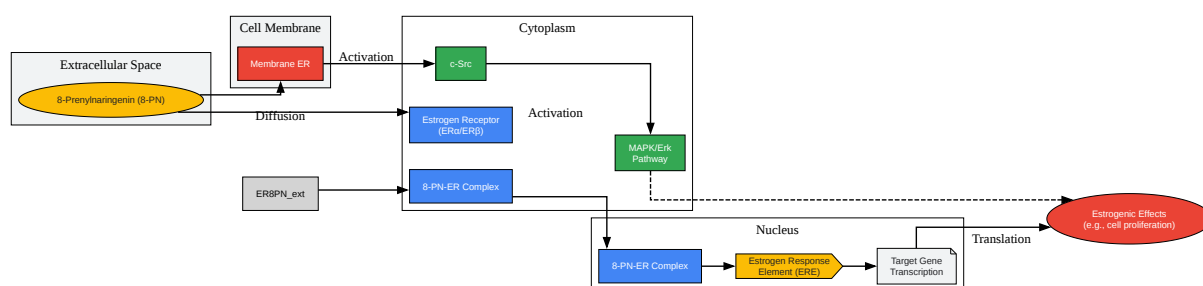 Cell Membrane
Cytoplasm
Extracellular Space
Membrane ER
Activation
c-Src
8-Prenylnaringenin (8-PN)
Diffusion
Estrogen Receptor
(ERα/ERβ)
Activation
MAPK/Erk
Pathway
ER8PN_ext
8-PN-ER Complex
Estrogenic Effects
(e.g., cell proliferation)
Nucleus
Translation
8-PN-ER Complex
Estrogen Response
Element (ERE)
Target Gene
Transcription